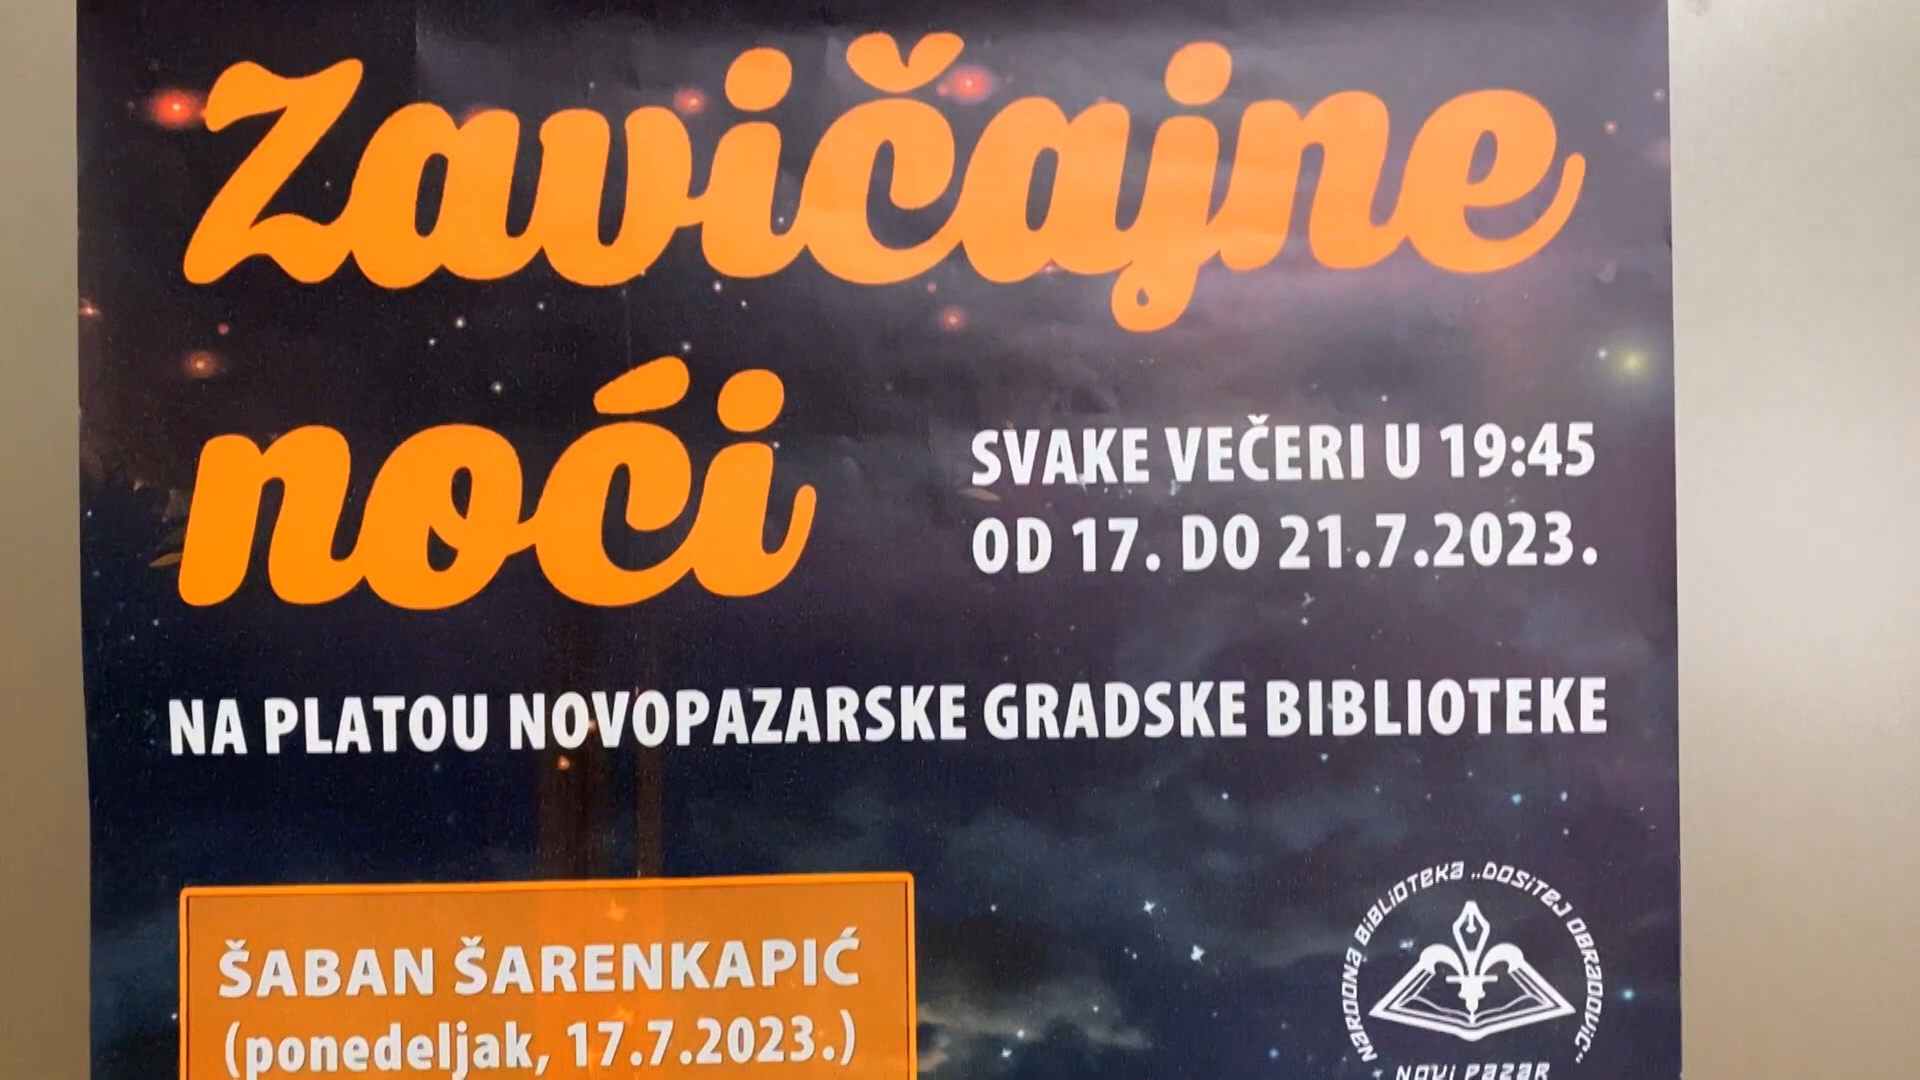 Zavičajne
noći
SVAKE VEČERI U 19:45
OD 17. DO 21.7.2023.
NA PLATOU NOVOPAZARSKE GRADSKE BIBLIOTEKE
ŠABAN ŠARENKAPIĆ
(ponedeljak, 17.7.2023.)
NARODNA BIBLIOTEKA „DOSITEJ OBRADOVIĆ"
NOVI PAZAR